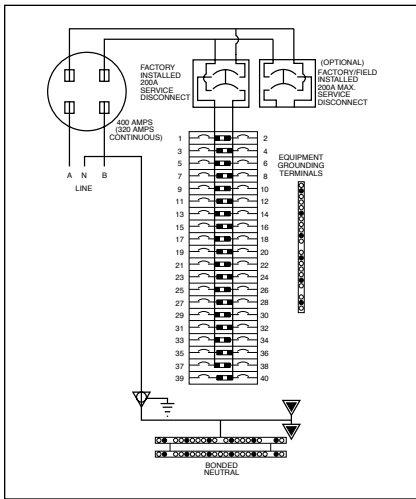 FACTORY
INSTALLED
200A
SERVICE
DISCONNECT
(OPTIONAL)
FACTORY/FIELD
INSTALLED
200A MAX.
SERVICE
DISCONNECT
400 AMPS
(320 AMPS
CONTINUOUS)
A N B
LINE
EQUIPMENT
GROUNDING
TERMINALS
1 2
3 4
5 6
7 8
9 10
11 12
13 14
15 16
17 18
19 20
21 22
23 24
25 26
27 28
29 30
31 32
33 34
35 36
37 38
39 40
BONDED
NEUTRAL